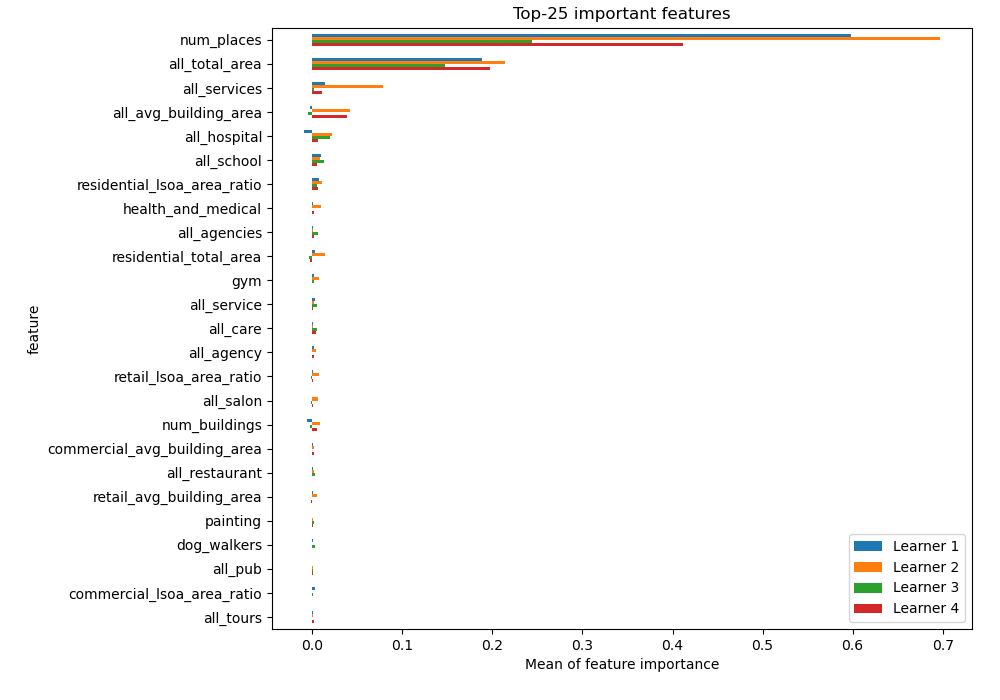 Top-25 important features
num_places
all_total_area
all_services
all_avg_building_area
all_hospital
all_school
residential_lsoa_area_ratio
health_and_medical
all_agencies
residential_total_area
gym
all_service
all_care
all_agency
retail_lsoa_area_ratio
all_salon
num_buildings
commercial_avg_building_area
all_restaurant
retail_avg_building_area
painting
dog_walkers
all_pub
commercial_lsoa_area_ratio
all_tours
feature
Learner 1
Learner 2
Learner 3
Learner 4
0.0 0.1 0.2 0.3 0.4 0.5 0.6 0.7
Mean of feature importance